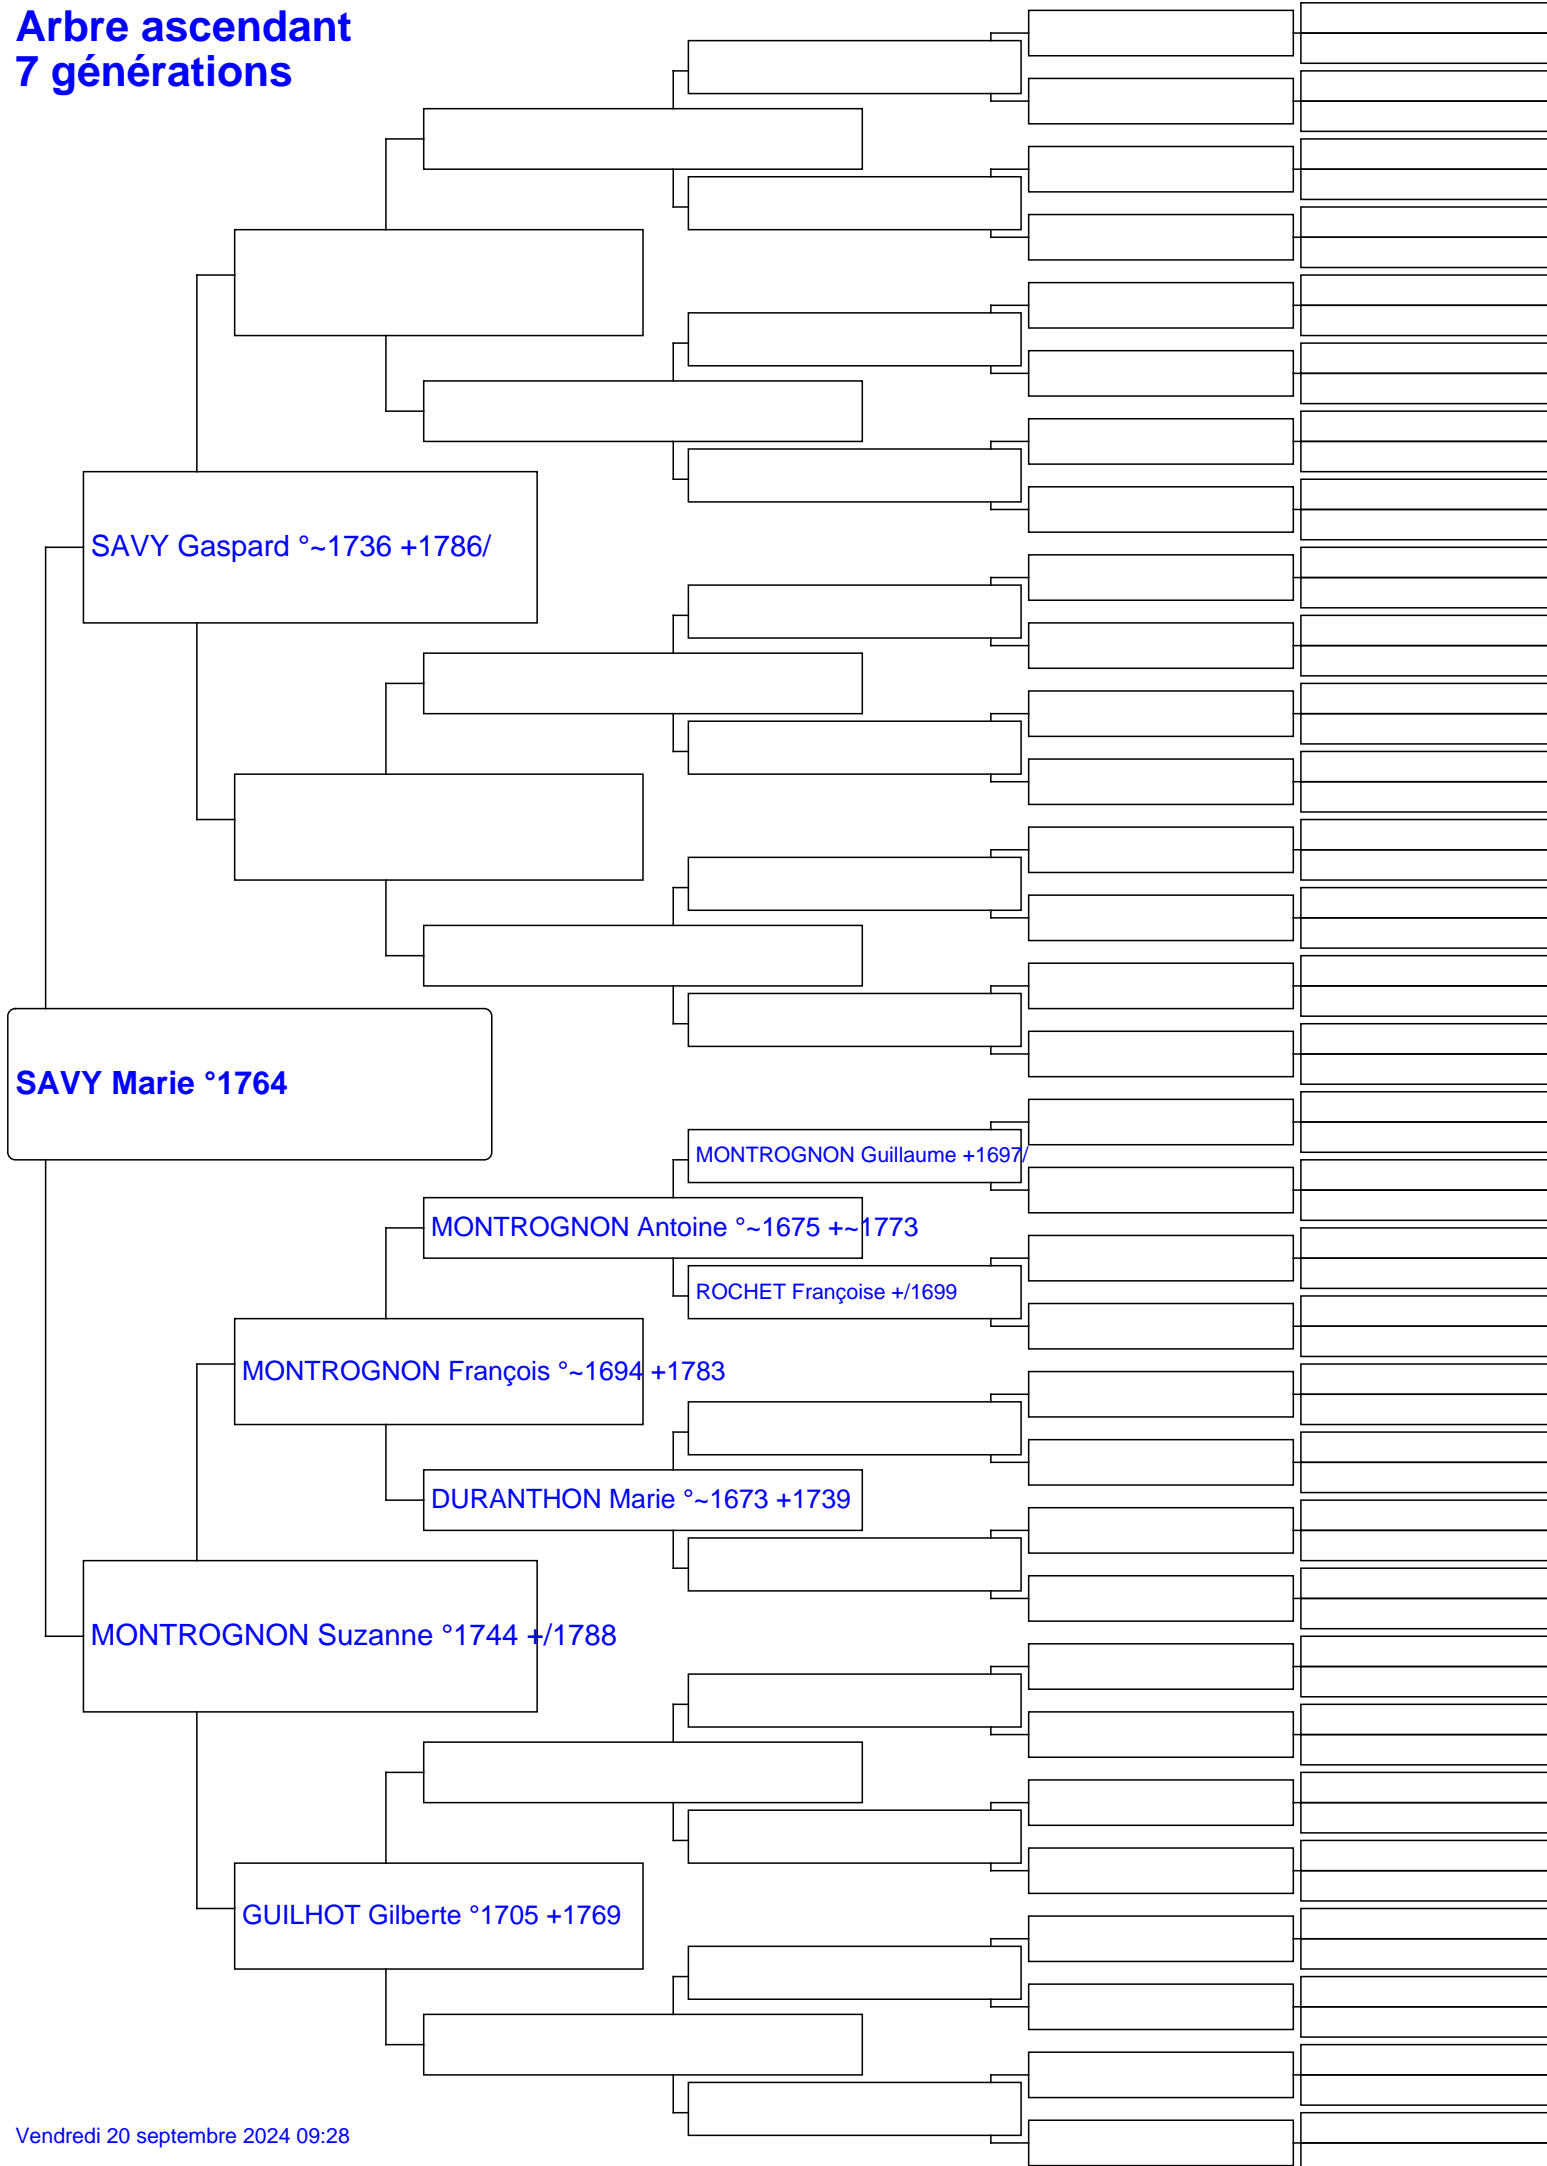 Arbre ascendant
7 générations
SAVY Gaspard °~1736 +1786/
SAVY Marie °1764
MONTROGNON Guillaume +1697/
MONTROGNON Antoine °~1675 +~1773
ROCHET Françoise +/1699
MONTROGNON François °~1694 +1783
DURANTHON Marie °~1673 +1739
MONTROGNON Suzanne °1744 +/1788
GUILHOT Gilberte °1705 +1769
Vendredi 20 septembre 2024 09:28